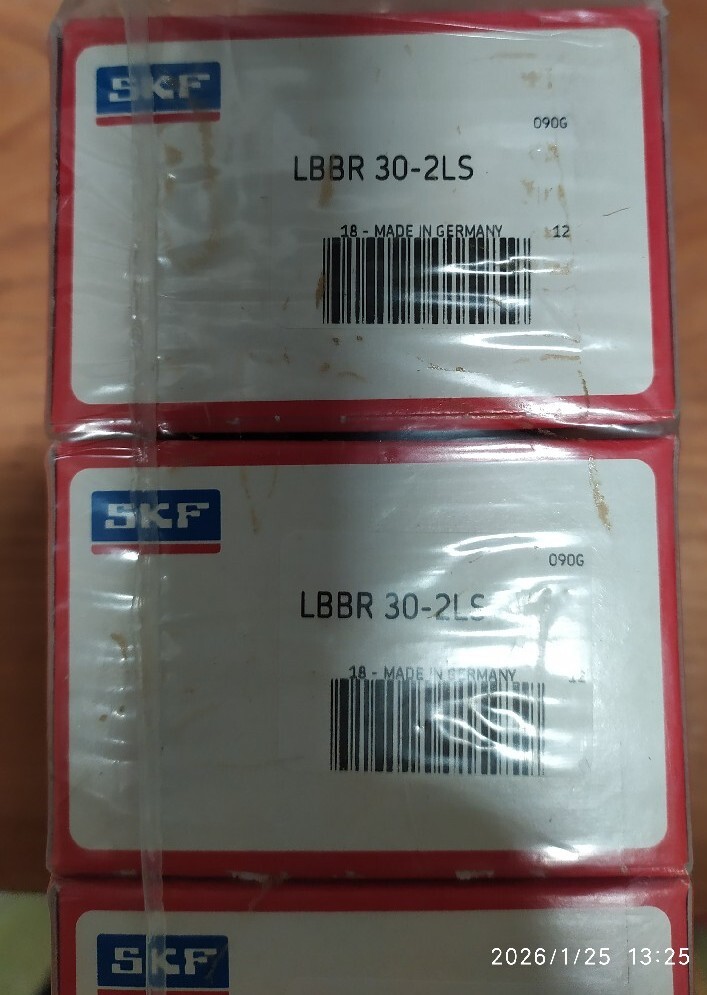 SKF
090G
LBBR 30-2LS
18 - MADE IN GERMANY 12
SKF
090G
LBBR 30-2LS
18 - MADE IN GERMANY 12
SKF
2026/1/25 13:25